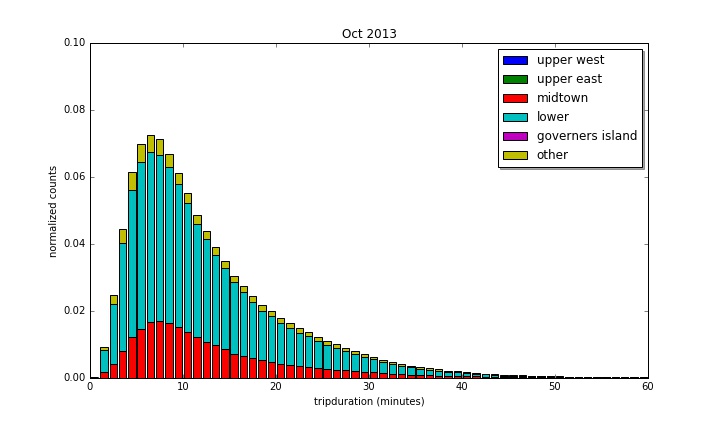 Oct 2013
0.10
0.08
0.06
0.04
0.02
0.00
normalized counts
upper west
upper east
midtown
lower
governers island
other
0 10 20 30 40 50 60
tripduration (minutes)